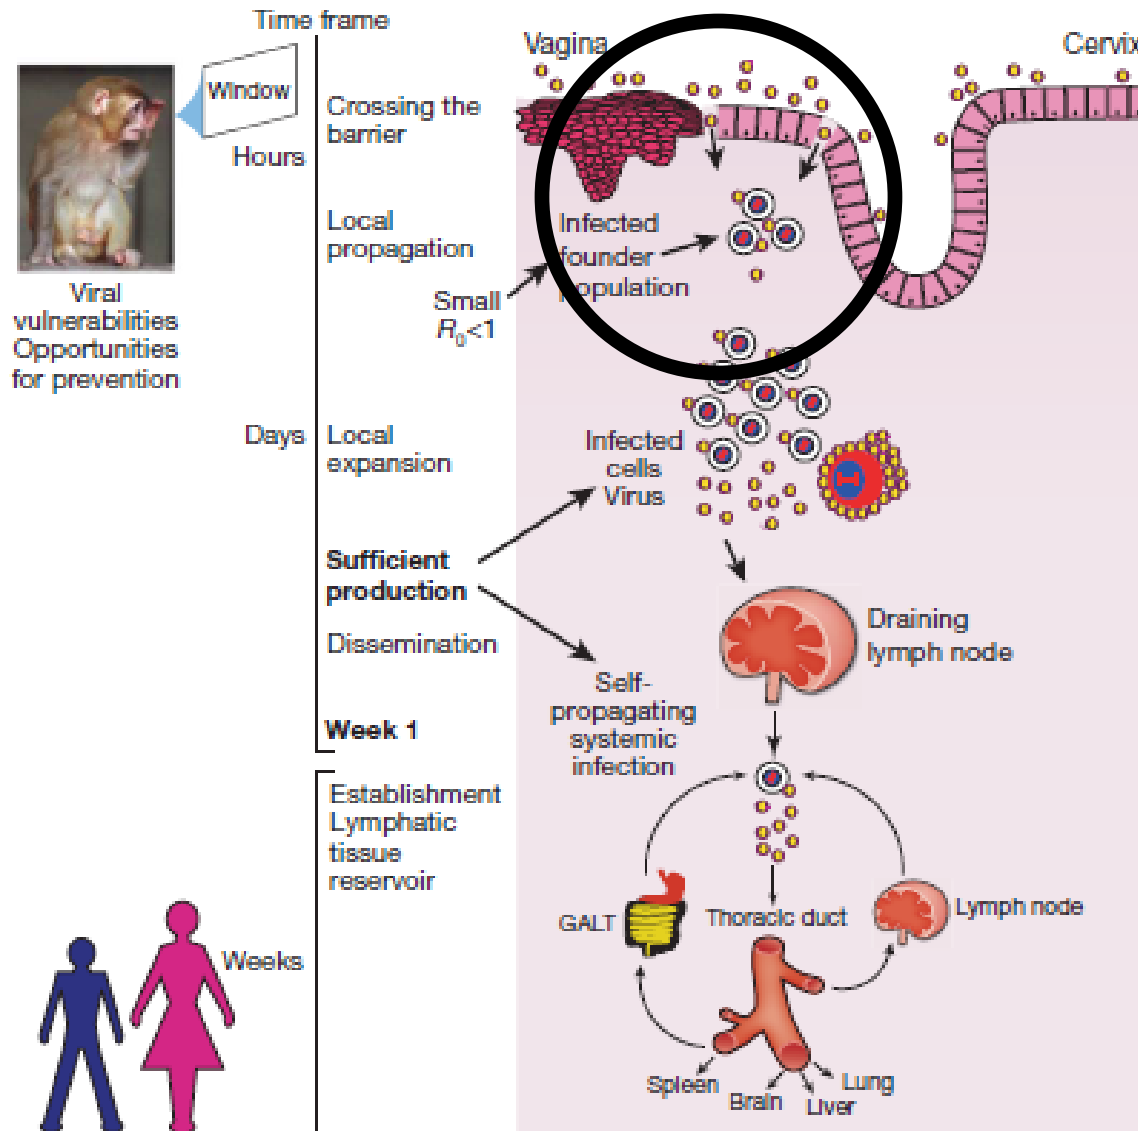 Time frame
Window
Hours
Viral
vulnerabilities
Opportunities
for prevention
Crossing the
barrier
Local
propagation
Small
R0<1
Days
Local
expansion
Sufficient
production
Dissemination
Week 1
Establishment
Lymphatic
tissue
reservoir
Weeks
Vagina
Cervix
Infected
founder
population
Infected
cells
Virus
Draining
lymph node
Self-
propagating
systemic
infection
GALT
Thoracic duct
Lymph node
Spleen
Brain
Liver
Lung